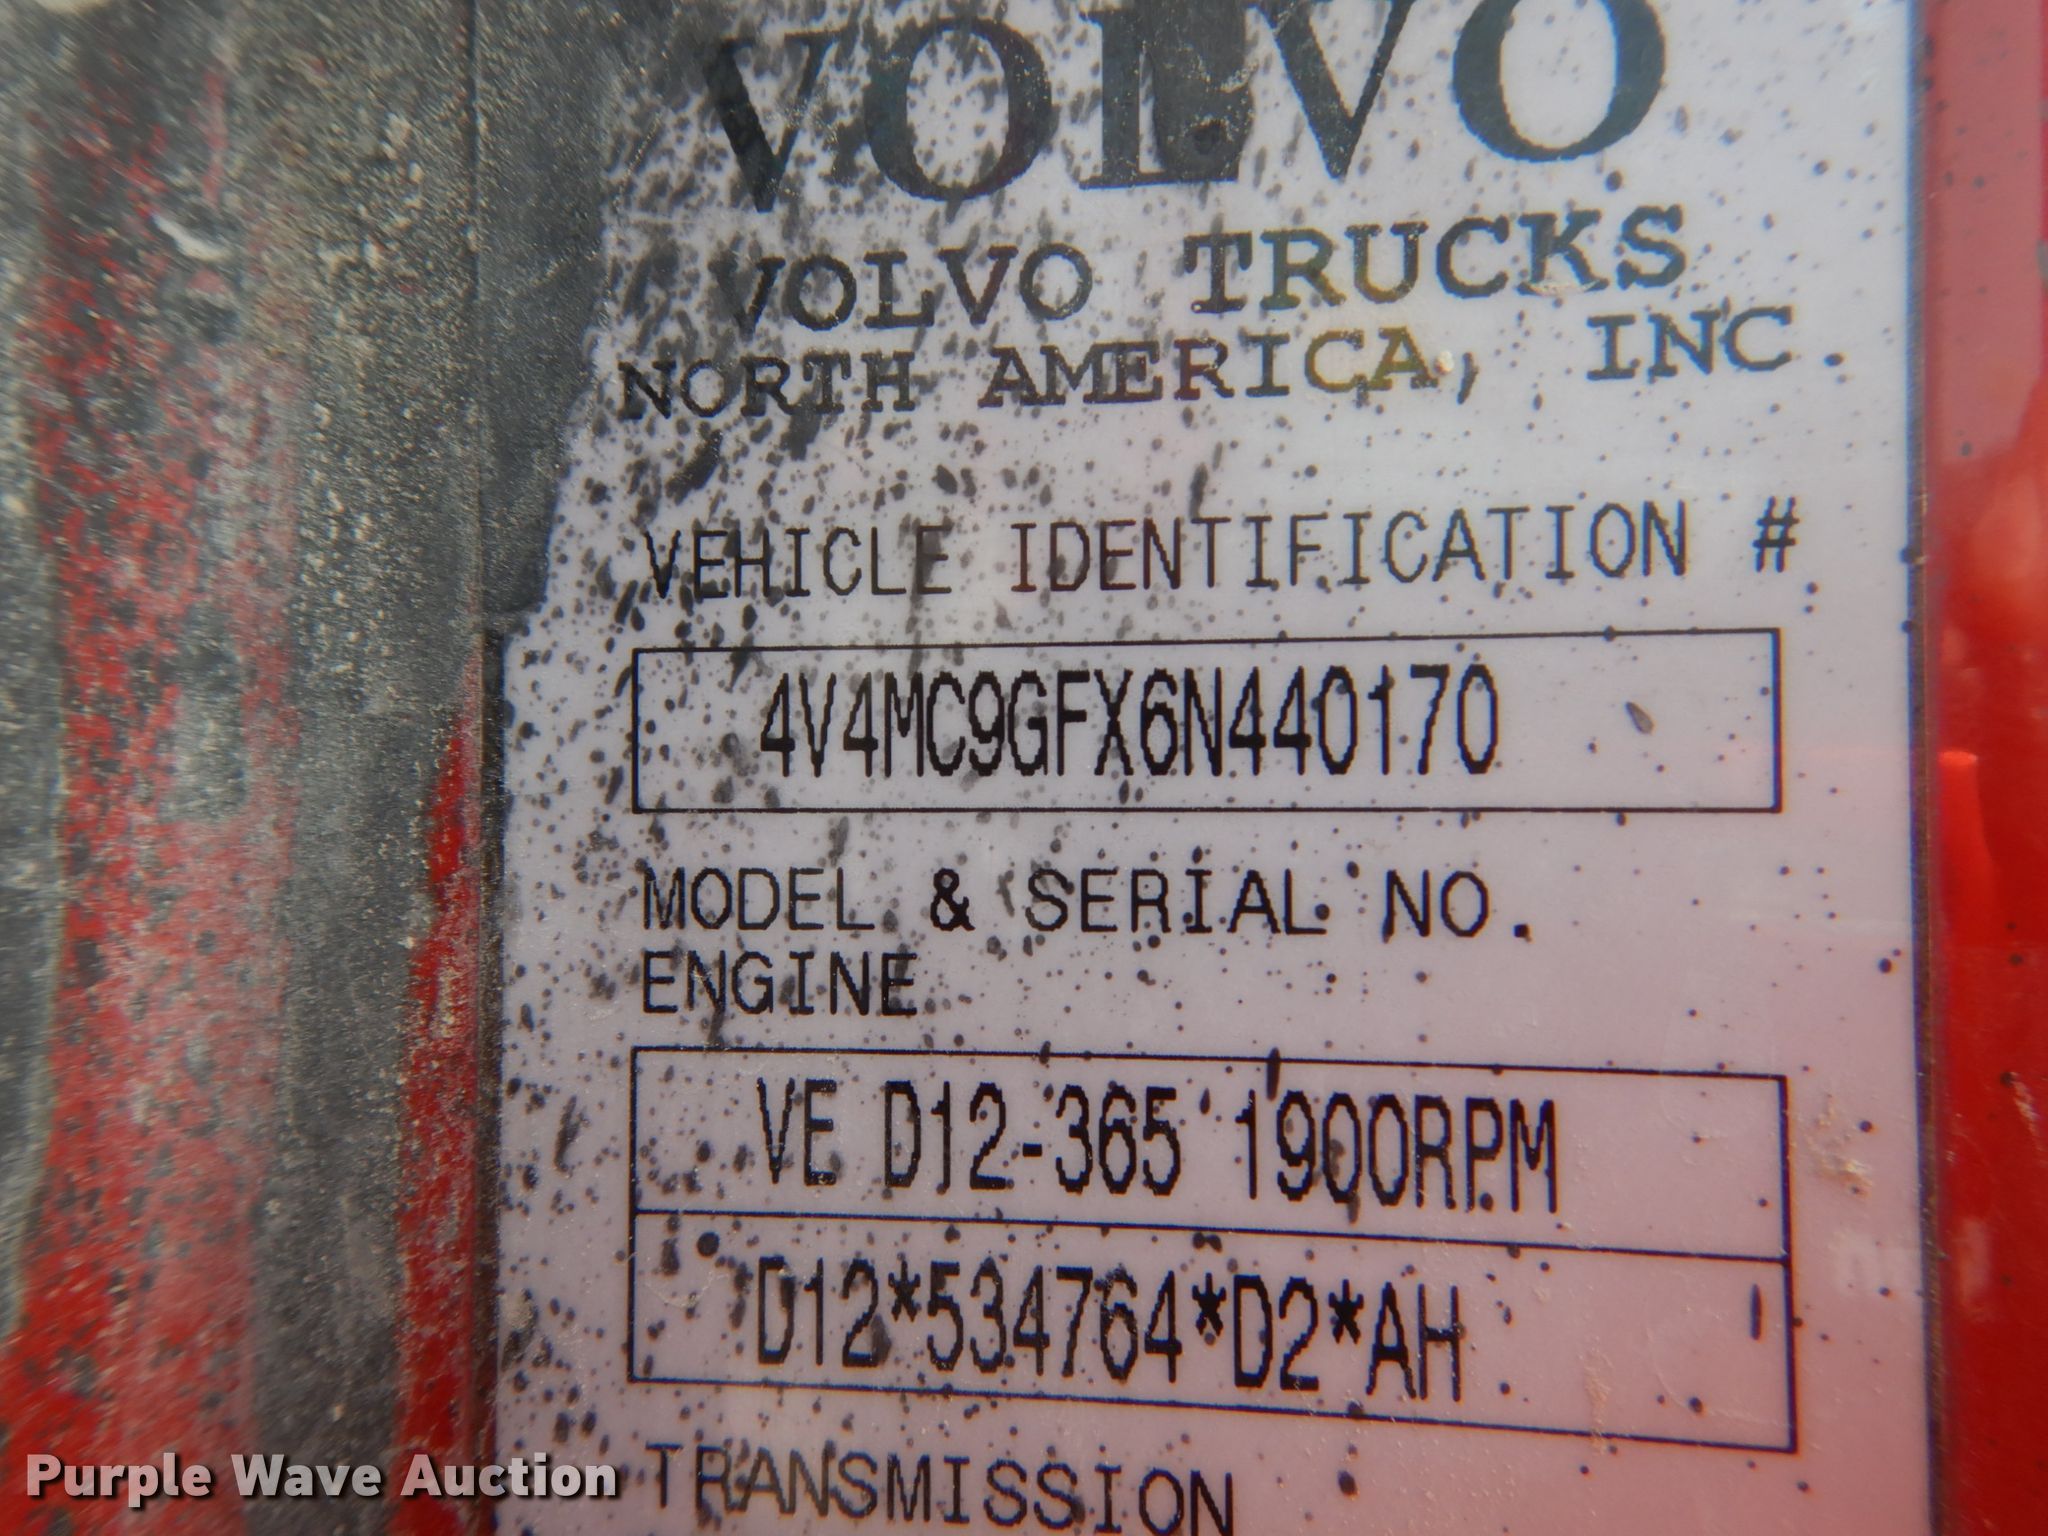 VOLVO
VOLVO TRUCKS
NORTH AMERICA, INC.
VEHICLE IDENTIFICATION #
4V4MC9GFX6N440170
MODEL & SERIAL NO.
ENGINE
VE D12-365 1900RPM
D12*534764*D2*AH
TRANSMISSION
Purple Wave Auction